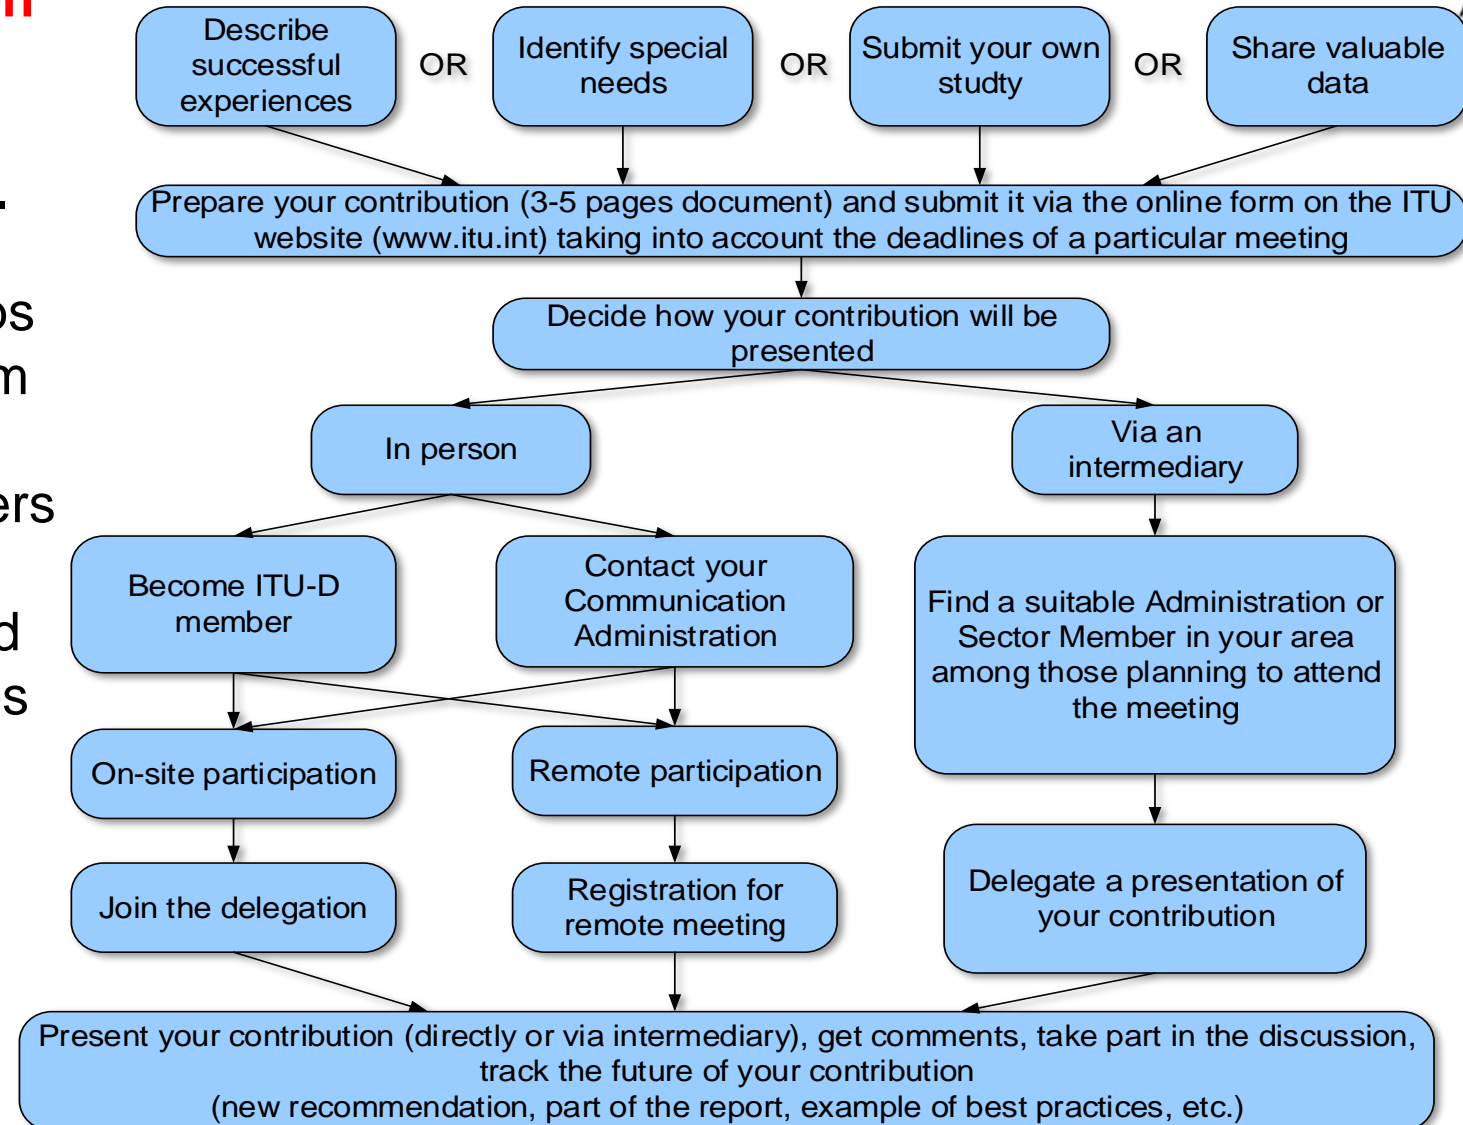 Describe
successful
experiences
OR
Identify special
needs
OR
Submit your own
studty
OR
Share valuable
data
Prepare your contribution (3-5 pages document) and submit it via the online form on the ITU
website (www.itu.int) taking into account the deadlines of a particular meeting
Decide how your contribution will be
presented
In person
Via an
intermediary
Become ITU-D
member
Contact your
Communication
Administration
Find a suitable Administration or
Sector Member in your area
among those planning to attend
the meeting
On-site participation
Remote participation
Join the delegation
Registration for
remote meeting
Delegate a presentation of
your contribution
Present your contribution (directly or via intermediary), get comments, take part in the discussion,
track the future of your contribution
(new recommendation, part of the report, example of best practices, etc.)